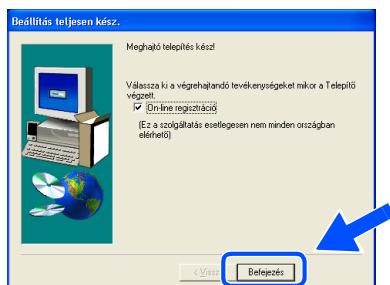 Beállítás teljesen kész.
Meghajtó telepítés kész!
Válassza ki a végrehajtandó tevékenységeket mikor a Telepítő
végzett.
On-line regisztráció
(Ez a szolgáltatás esetlegesen nem minden országban
elérhető)
< Vissz
Befejezés